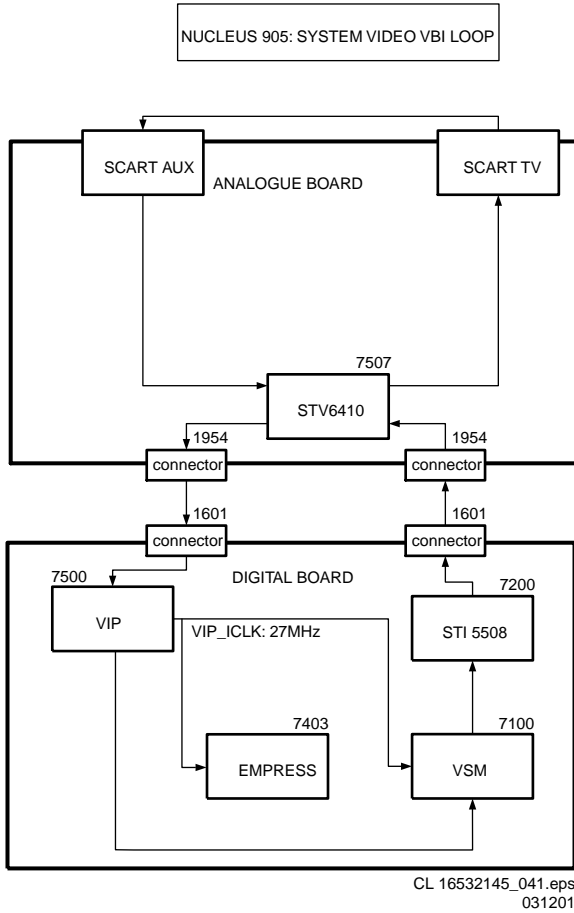 NUCLEUS 905: SYSTEM VIDEO VBI LOOP
SCART AUX
ANALOGUE BOARD
SCART TV
7507
STV6410
1954
1954
connector
connector
1601
1601
connector
connector
7500
DIGITAL BOARD
7200
VIP
VIP_ICLK: 27MHz
STI 5508
7403
7100
EMPRESS
VSM
CL 16532145_041.eps
031201